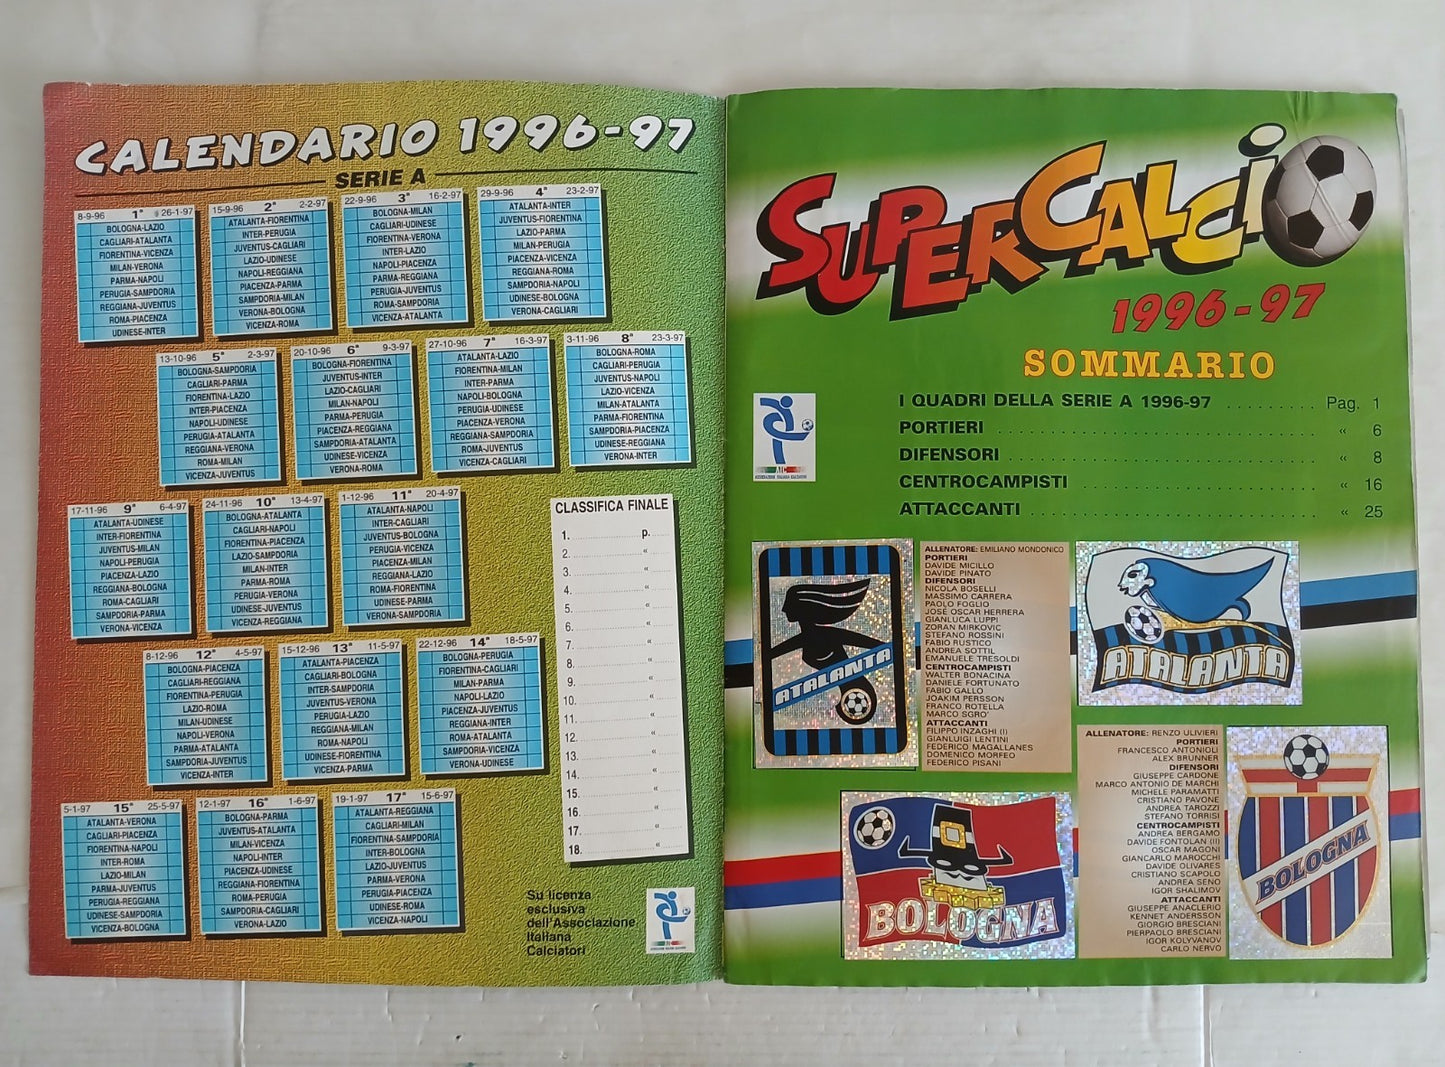 CALENDARIO 1996-97
SERIE A
8-9-96 1ª 26-1-97
BOLOGNA-LAZIO
CAGLIARI-ATALANTA
FIORENTINA-VICENZA
MILAN-VERONA
PARMA-NAPOLI
PERUGIA-SAMPDORIA
REGGIANA-JUVENTUS
ROMA-PIACENZA
UDINESE-INTER
15-9-96 2ª 2-2-97
ATALANTA-FIORENTINA
INTER-PERUGIA
JUVENTUS-CAGLIARI
LAZIO-UDINESE
NAPOLI-REGGIANA
PIACENZA-PARMA
SAMPDORIA-MILAN
VERONA-BOLOGNA
VICENZA-ROMA
22-9-96 3ª 16-2-97
BOLOGNA-MILAN
CAGLIARI-UDINESE
FIORENTINA-VERONA
INTER-LAZIO
NAPOLI-PIACENZA
PARMA-REGGIANA
PERUGIA-JUVENTUS
ROMA-SAMPDORIA
VICENZA-ATALANTA
29-9-96 4ª 23-2-97
ATALANTA-INTER
JUVENTUS-FIORENTINA
LAZIO-PARMA
MILAN-PERUGIA
PIACENZA-VICENZA
REGGIANA-ROMA
SAMPDORIA-NAPOLI
UDINESE-BOLOGNA
VERONA-CAGLIARI
13-10-96 5ª 2-3-97
BOLOGNA-SAMPDORIA
CAGLIARI-PARMA
FIORENTINA-LAZIO
INTER-PIACENZA
NAPOLI-UDINESE
PERUGIA-ATALANTA
REGGIANA-VERONA
ROMA-MILAN
VICENZA-JUVENTUS
20-10-96 6ª 9-3-97
BOLOGNA-FIORENTINA
JUVENTUS-INTER
LAZIO-CAGLIARI
MILAN-NAPOLI
PARMA-PERUGIA
PIACENZA-REGGIANA
SAMPDORIA-ATALANTA
UDINESE-VICENZA
VERONA-ROMA
27-10-96 7ª 16-3-97
ATALANTA-LAZIO
FIORENTINA-MILAN
INTER-PARMA
NAPOLI-BOLOGNA
PERUGIA-UDINESE
PIACENZA-VERONA
REGGIANA-SAMPDORIA
ROMA-JUVENTUS
VICENZA-CAGLIARI
3-11-96 8ª 23-3-97
BOLOGNA-ROMA
CAGLIARI-PERUGIA
JUVENTUS-NAPOLI
LAZIO-VICENZA
MILAN-ATALANTA
PARMA-FIORENTINA
SAMPDORIA-PIACENZA
UDINESE-REGGIANA
VERONA-INTER
17-11-96 9ª 6-4-97
ATALANTA-UDINESE
INTER-FIORENTINA
JUVENTUS-MILAN
NAPOLI-PERUGIA
PIACENZA-LAZIO
REGGIANA-BOLOGNA
ROMA-CAGLIARI
SAMPDORIA-PARMA
VERONA-VICENZA
24-11-96 10ª 13-4-97
BOLOGNA-ATALANTA
CAGLIARI-NAPOLI
FIORENTINA-PIACENZA
LAZIO-SAMPDORIA
MILAN-INTER
PARMA-ROMA
PERUGIA-VERONA
UDINESE-JUVENTUS
VICENZA-REGGIANA
1-12-96 11ª 20-4-97
ATALANTA-NAPOLI
INTER-CAGLIARI
JUVENTUS-BOLOGNA
PERUGIA-VICENZA
PIACENZA-MILAN
REGGIANA-LAZIO
ROMA-FIORENTINA
UDINESE-PARMA
VERONA-SAMPDORIA
8-12-96 12ª 4-5-97
BOLOGNA-PIACENZA
CAGLIARI-REGGIANA
FIORENTINA-PERUGIA
LAZIO-ROMA
MILAN-UDINESE
NAPOLI-VERONA
PARMA-ATALANTA
SAMPDORIA-JUVENTUS
VICENZA-INTER
15-12-96 13ª 11-5-97
ATALANTA-PIACENZA
CAGLIARI-BOLOGNA
INTER-SAMPDORIA
JUVENTUS-VERONA
PERUGIA-LAZIO
REGGIANA-MILAN
ROMA-NAPOLI
UDINESE-FIORENTINA
VICENZA-PARMA
22-12-96 14ª 18-5-97
BOLOGNA-PERUGIA
FIORENTINA-CAGLIARI
MILAN-PARMA
NAPOLI-LAZIO
PIACENZA-JUVENTUS
REGGIANA-INTER
ROMA-ATALANTA
SAMPDORIA-VICENZA
VERONA-UDINESE
5-1-97 15ª 25-5-97
ATALANTA-VERONA
CAGLIARI-PIACENZA
FIORENTINA-NAPOLI
INTER-ROMA
LAZIO-MILAN
PARMA-JUVENTUS
PERUGIA-REGGIANA
UDINESE-SAMPDORIA
VICENZA-BOLOGNA
12-1-97 16ª 1-6-97
BOLOGNA-PARMA
JUVENTUS-ATALANTA
MILAN-VICENZA
NAPOLI-INTER
PIACENZA-UDINESE
REGGIANA-FIORENTINA
ROMA-PERUGIA
SAMPDORIA-CAGLIARI
VERONA-LAZIO
19-1-97 17ª 15-6-97
ATALANTA-REGGIANA
CAGLIARI-MILAN
FIORENTINA-SAMPDORIA
INTER-BOLOGNA
LAZIO-JUVENTUS
PARMA-VERONA
PERUGIA-PIACENZA
UDINESE-ROMA
VICENZA-NAPOLI
CLASSIFICA FINALE
1. p.
2. «
3. «
4. «
5. «
6. «
7. «
8. «
9. «
10. «
11. «
12. «
13. «
14. «
15. «
16. «
17. «
18. «
Su licenza
esclusiva
dell'Associazione
Italiana
Calciatori
SUPERCALCIO
1996-97
SOMMARIO
I QUADRI DELLA SERIE A 1996-97 ......... Pag. 1
PORTIERI ......... « 6
DIFENSORI ......... « 8
CENTROCAMPISTI ......... « 16
ATTACCANTI ......... « 25
ATALANTA
ALLENATORE: EMILIANO MONDONICO
PORTIERI
DAVIDE MICILLO
DAVIDE PINATO
DIFENSORI
NICOLA BOSELLI
MASSIMO CARRERA
PAOLO FOGLIO
JOSÈ OSCAR HERRERA
GIANLUCA LUPPI
ZORAN MIRKOVIC
STEFANO ROSSINI
FABIO RUSTICO
ANDREA SOTTIL
EMANUELE TRESOLDI
CENTROCAMPISTI
WALTER BONACINA
DANIELE FORTUNATO
FABIO GALLO
JOAKIM PERSSON
FRANCO ROTELLA
MARCO SGRO'
ATTACCANTI
FILIPPO INZAGHI (I)
GIANLUIGI LENTINI
FEDERICO MAGALLANES
DOMENICO MORFEO
FEDERICO PISANI
ATALANTA
BOLOGNA
ALLENATORE: RENZO ULIVIERI
PORTIERI
FRANCESCO ANTONIOLI
ALEX BRUNNER
DIFENSORI
GIUSEPPE CARDONE
MARCO ANTONIO DE MARCHI
MICHELE PARAMATTI
CRISTIANO PAVONE
ANDREA TAROZZI
STEFANO TORRISI
CENTROCAMPISTI
ANDREA BERGAMO
DAVIDE FONTOLAN (II)
OSCAR MAGONI
GIANCARLO MAROCCHI
DAVIDE OLIVARES
CRISTIANO SCAPOLO
ANDREA SENO
IGOR SHALIMOV
ATTACCANTI
GIUSEPPE ANACLERIO
KENNET ANDERSSON
GIORGIO BRESCIANI
PIERPAOLO BRESCIANI
IGOR KOLYVANOV
CARLO NERVO
BOLOGNA